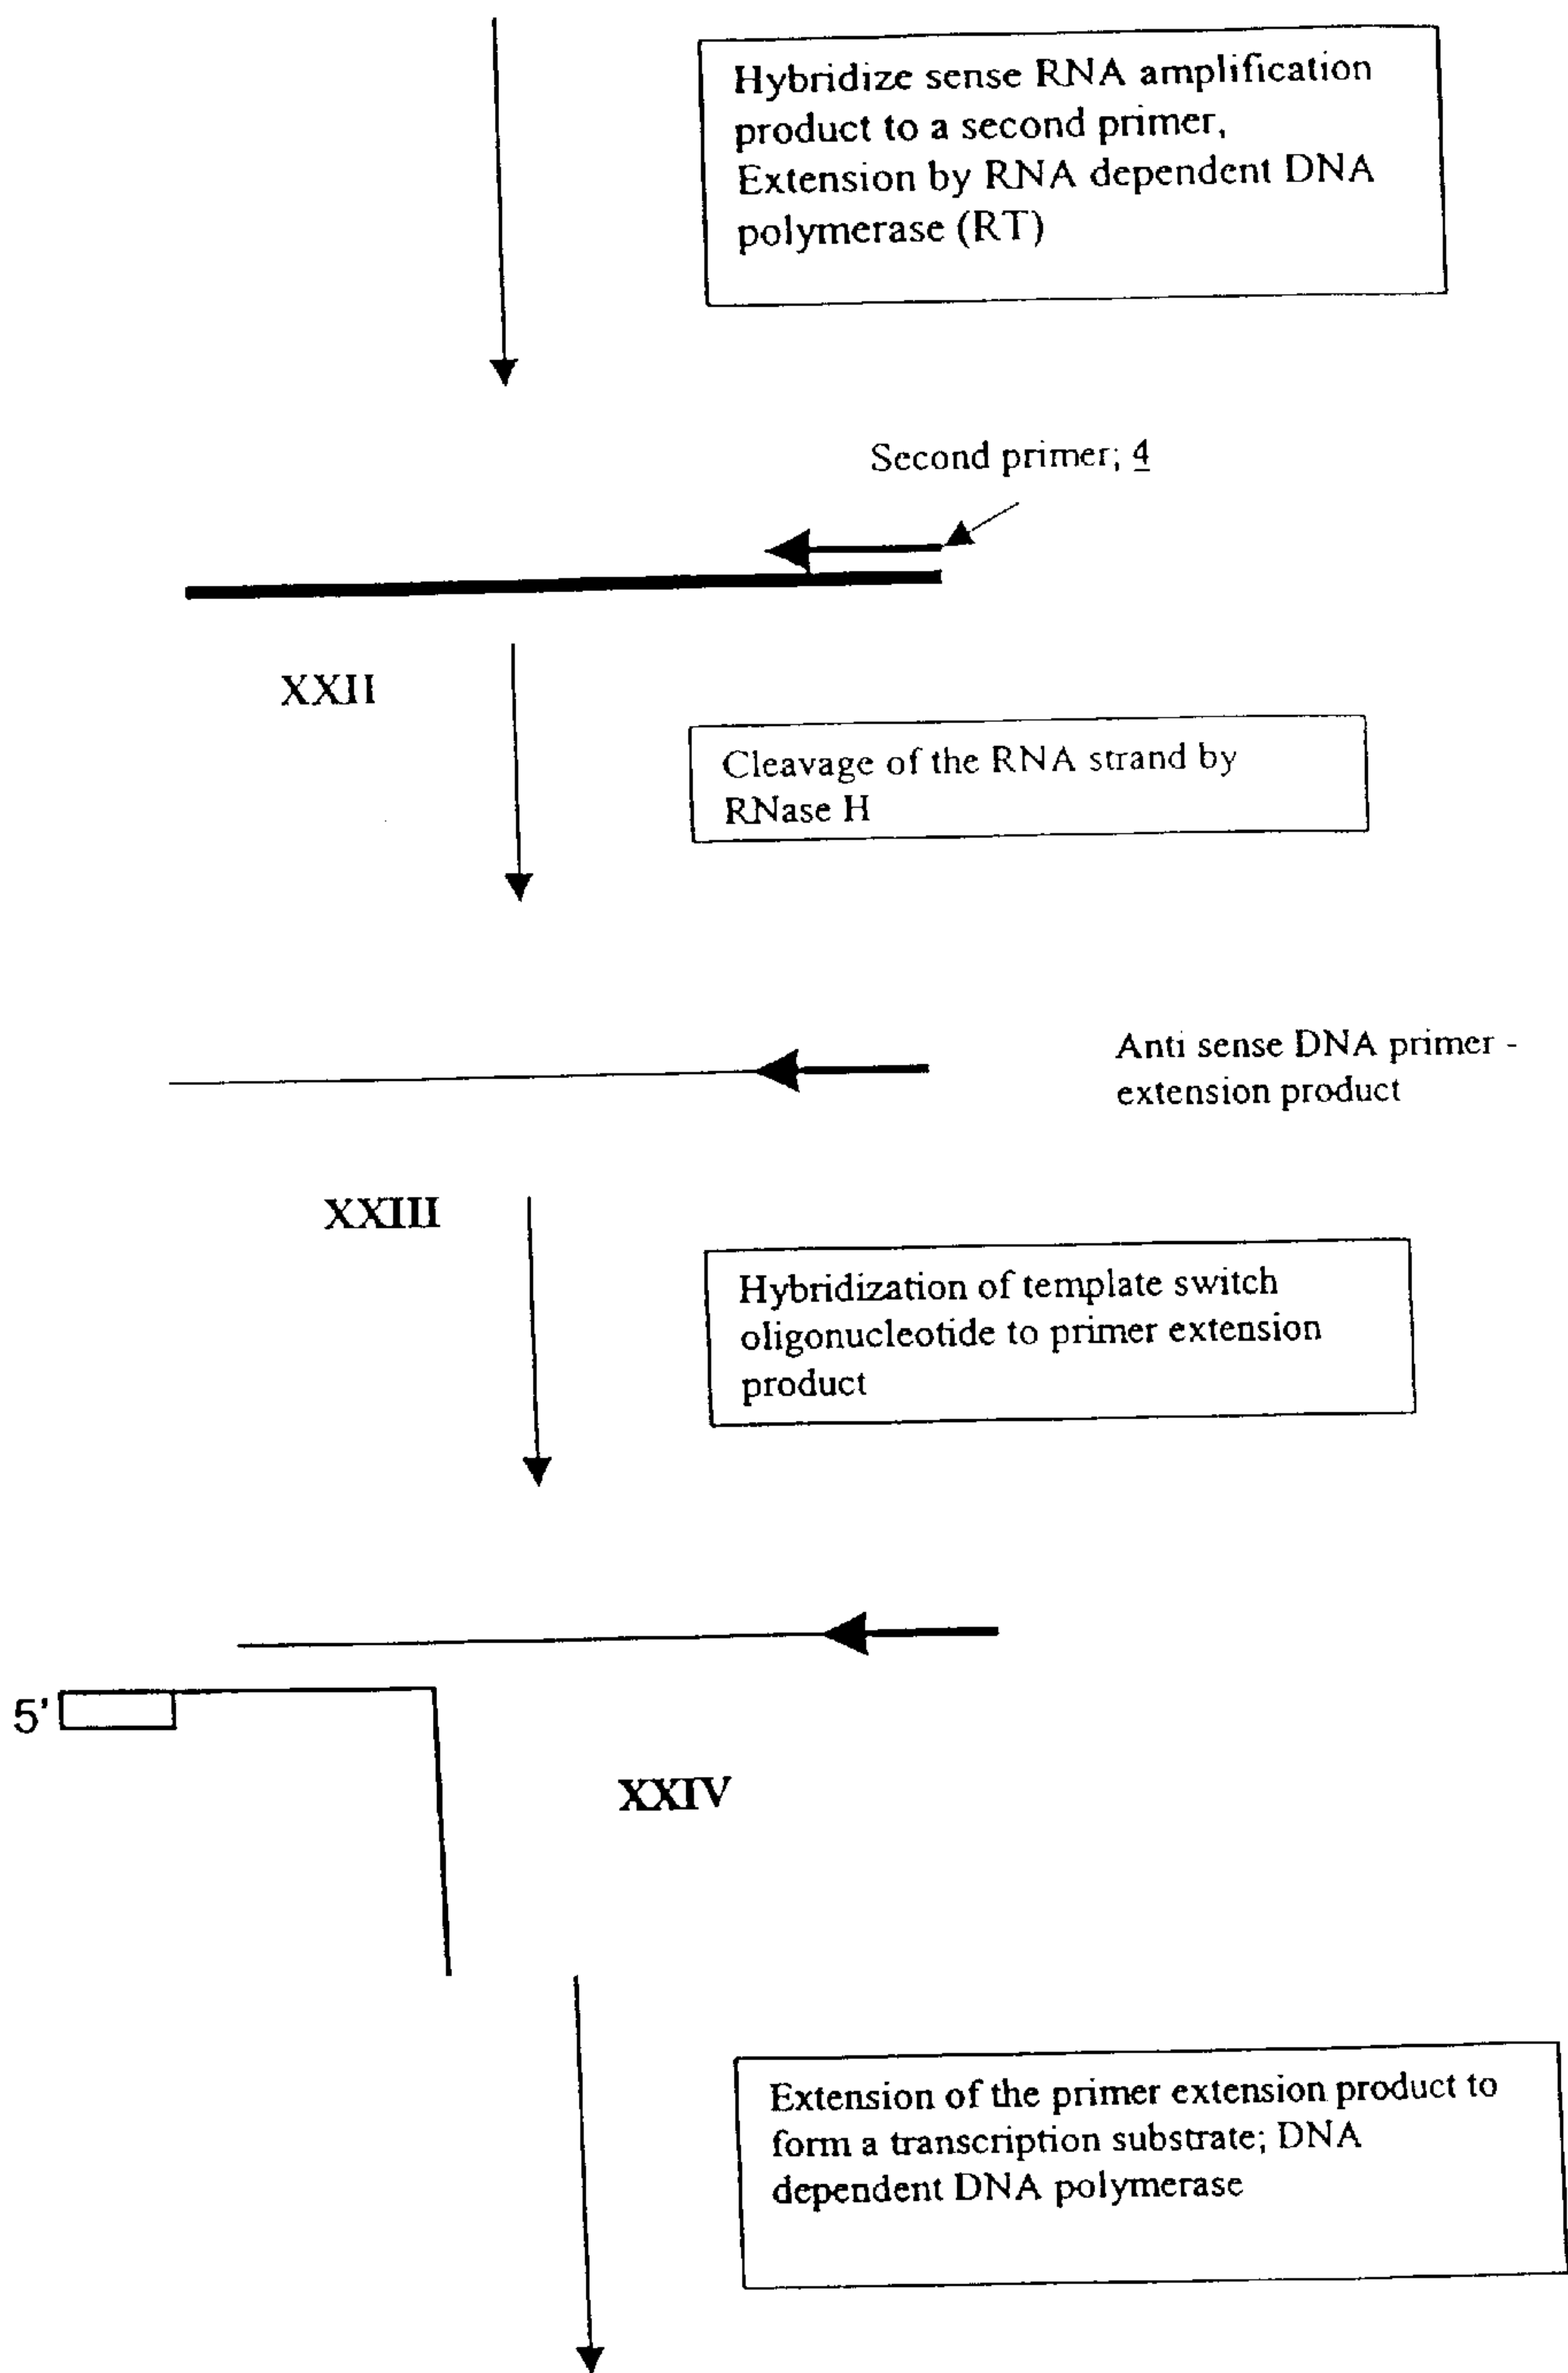 Hybridize sense RNA amplification
product to a second primer,
Extension by RNA dependent DNA
polymerase (RT)
Second primer; 4
XXII
Cleavage of the RNA strand by
RNase H
Anti sense DNA primer -
extension product
XXIII
Hybridization of template switch
oligonucleotide to primer extension
product
5'
XXIV
Extension of the primer extension product to
form a transcription substrate; DNA
dependent DNA polymerase